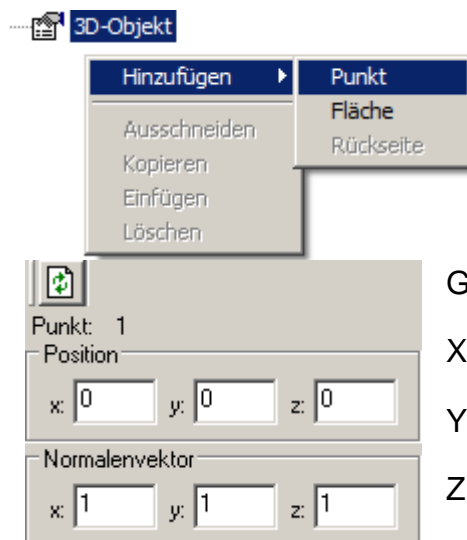 3D-Objekt
Hinzufügen Punkt
Fläche
Ausschneiden Rückseite
Kopieren
Einfügen
Löschen
G
Punkt: 1
Position
X
x: 0 y: 0 z: 0
Y
Normalenvektor
Z
x: 1 y: 1 z: 1